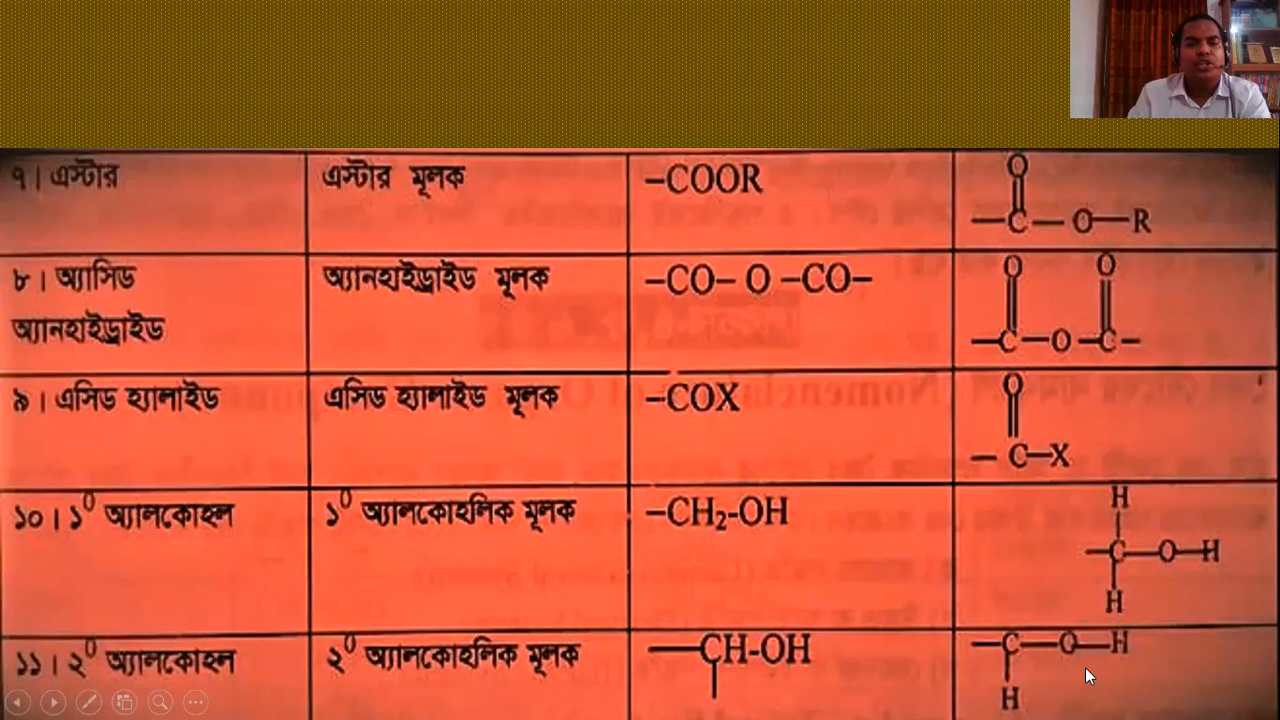 ৭। এস্টার
এস্টার মূলক
–COOR
O
—C—O—R
৮। অ্যাসিড
অ্যানহাইড্রাইড
অ্যানহাইড্রাইড মূলক
–CO– O –CO–
O O
—C—O—C—
৯। এসিড হ্যালাইড
এসিড হ্যালাইড মূলক
–COX
O
—C—X
১০। ১⁰ অ্যালকোহল
১⁰ অ্যালকোহলিক মূলক
–CH₂-OH
H
—C—O—H
H
১১। ২⁰ অ্যালকোহল
২⁰ অ্যালকোহলিক মূলক
—CH-OH
—C—O—H
H